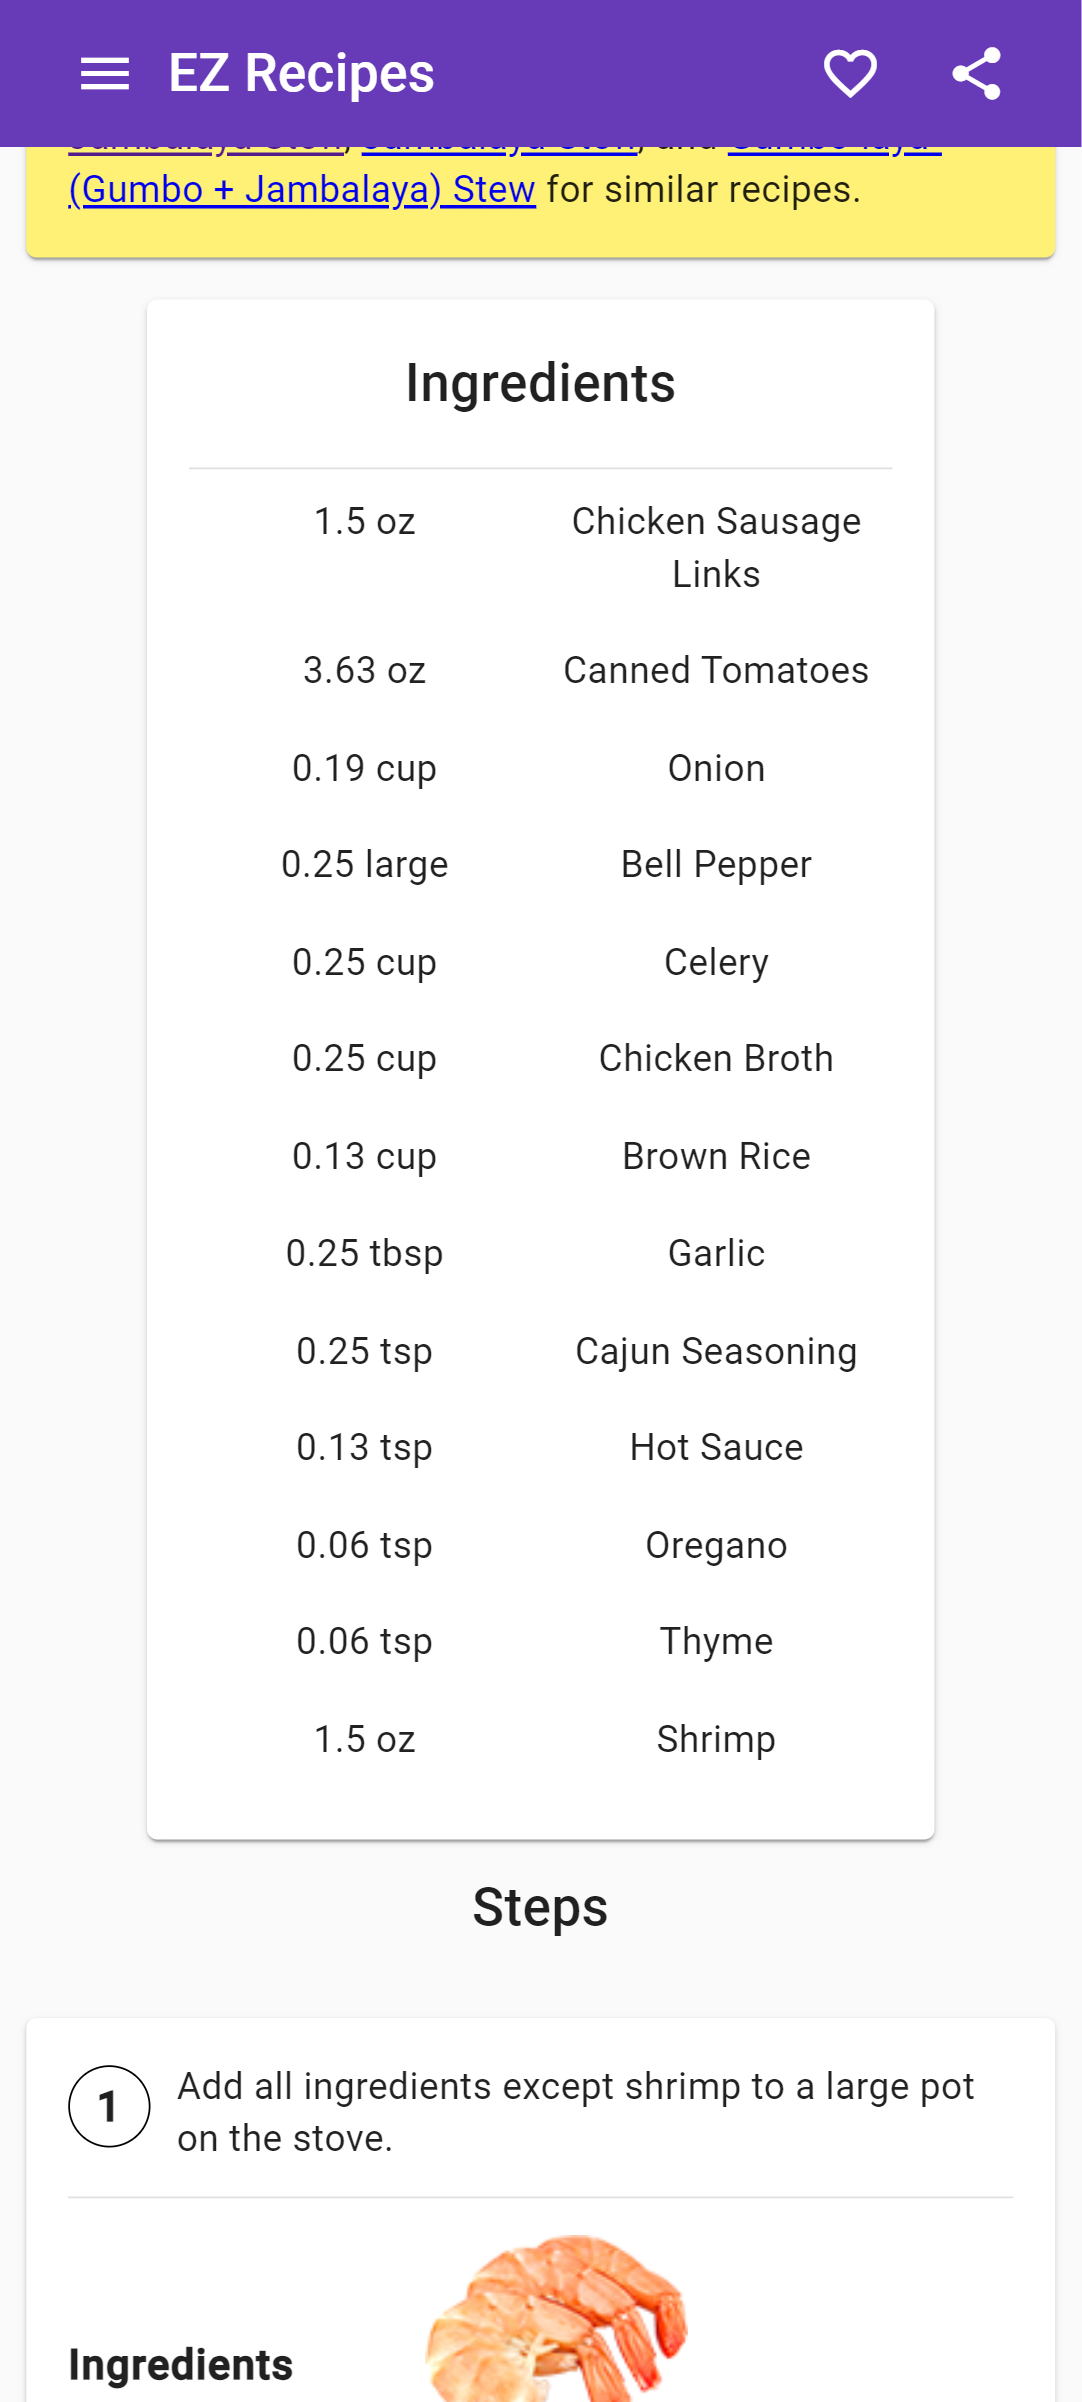 EZ Recipes
(Gumbo + Jambalaya) Stew for similar recipes.
Ingredients
1.5 oz Chicken Sausage
Links
3.63 oz Canned Tomatoes
0.19 cup Onion
0.25 large Bell Pepper
0.25 cup Celery
0.25 cup Chicken Broth
0.13 cup Brown Rice
0.25 tbsp Garlic
0.25 tsp Cajun Seasoning
0.13 tsp Hot Sauce
0.06 tsp Oregano
0.06 tsp Thyme
1.5 oz Shrimp
Steps
1 Add all ingredients except shrimp to a large pot
on the stove.
Ingredients